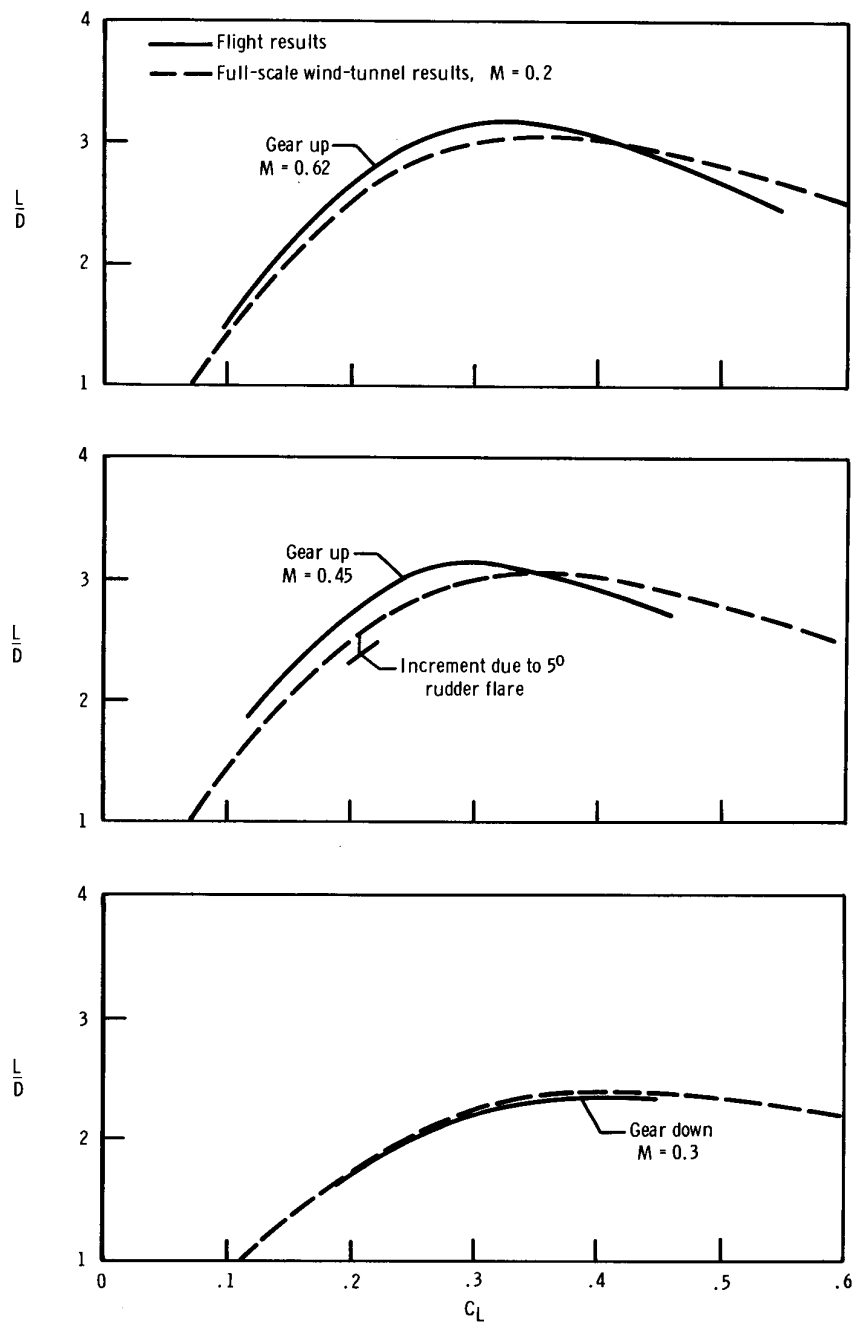 4
Flight results
Full-scale wind-tunnel results, M = 0.2
3
Gear up
M = 0.62
L
D
2
1
4
3
Gear up
M = 0.45
L
D
Increment due to 5⁰
rudder flare
2
1
4
3
L
D
2
Gear down
M = 0.3
1
0 .1 .2 .3 .4 .5 .6
C_L